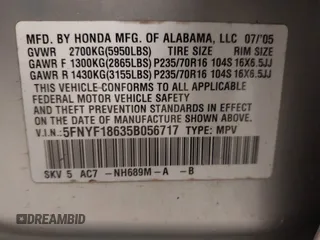 MFD. BY HONDA MFG. OF ALABAMA, LLC 07/'05
GVWR 2700KG(5950LBS) TIRE SIZE RIM SIZE
GAWR F 1300KG(2865LBS) P235/70R16 104S 16X6.5JJ
GAWR R 1430KG(3155LBS) P235/70R16 104S 16X6.5JJ
THIS VEHICLE CONFORMS TO ALL APPLICABLE
FEDERAL MOTOR VEHICLE SAFETY AND
THEFT PREVENTION STANDARDS IN EFFECT ON
THE DATE OF MANUFACTURE SHOWN ABOVE.
V.I.N.: 5FNYF18635B056717 TYPE: MPV
SKV 5 AC7 -NH689M-A -B
DREAMBID